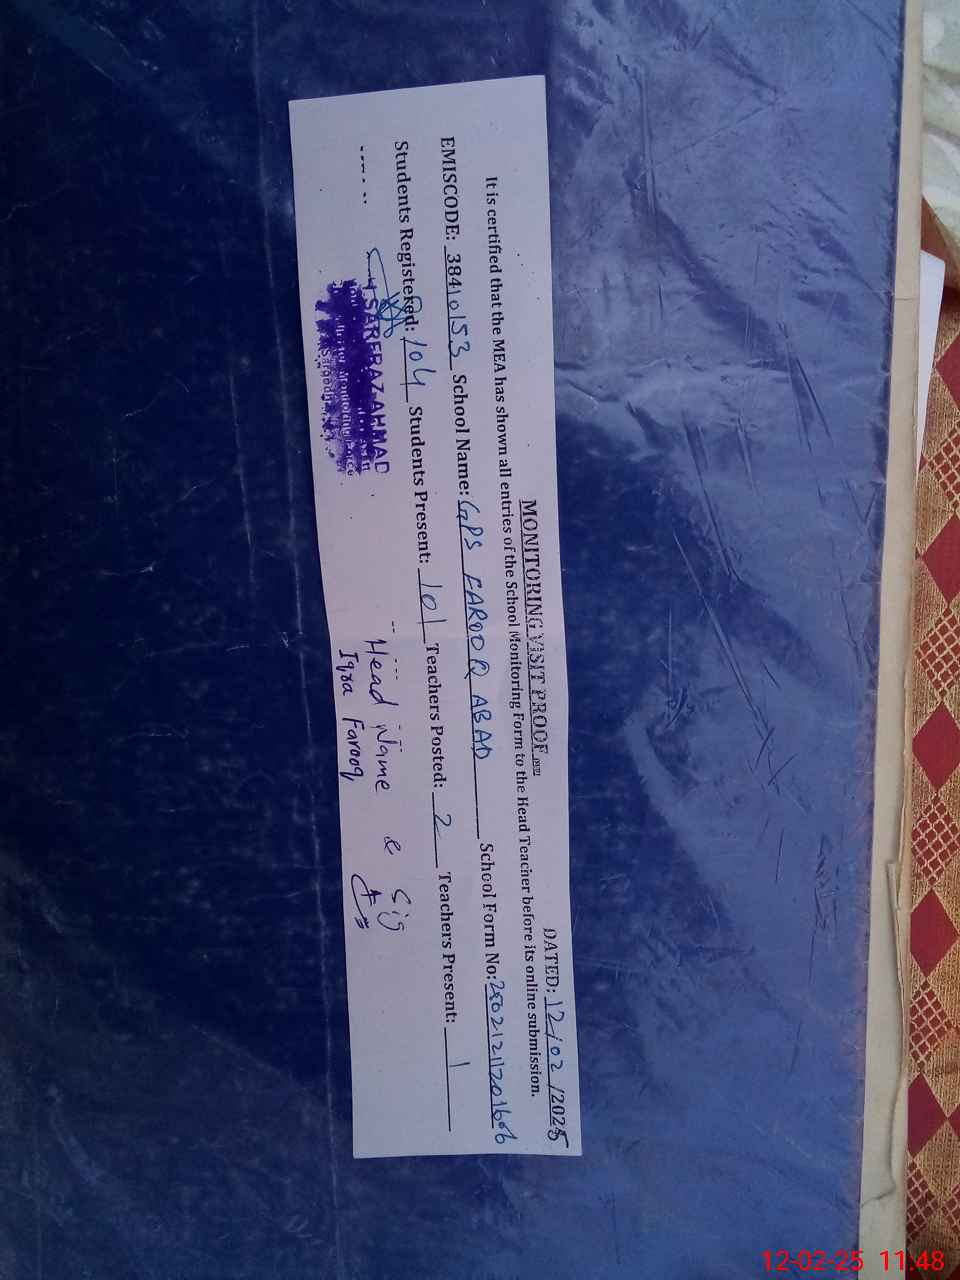 MONITORING VISIT PROOF
DATED: 12/02/2025
It is certified that the MEA has shown all entries of the School Monitoring Form to the Head Teacher before its online submission.
EMISCODE: 38410153 School Name: GPS FAROOQ ABAD School Form No:
Students Registered: 104 Students Present: 101 Teachers Posted: 2 Teachers Present: 1
SARFRAZ AHMAD
Monitoring Force
Sargodha
Head Name & Sig
Iqra Farooq
12-02-25 11:48